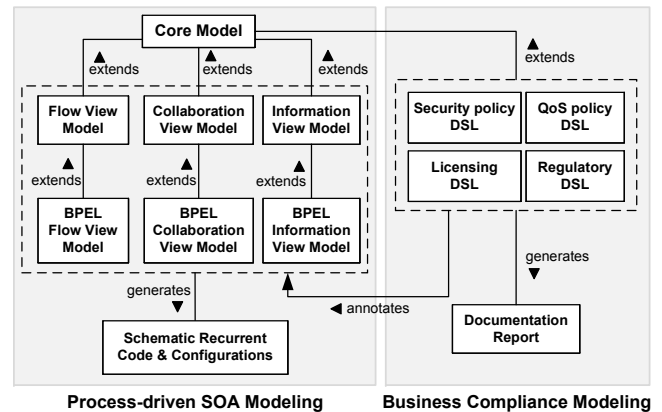 Core Model
extends
extends
extends
extends
Flow View
Model
Collaboration
View Model
Information
View Model
extends
extends
extends
BPEL
Flow View
Model
BPEL
Collaboration
View Model
BPEL
Information
View Model
generates
Schematic Recurrent
Code & Configurations
Security policy
DSL
QoS policy
DSL
Licensing
DSL
Regulatory
DSL
generates
annotates
Documentation
Report
Process-driven SOA Modeling
Business Compliance Modeling